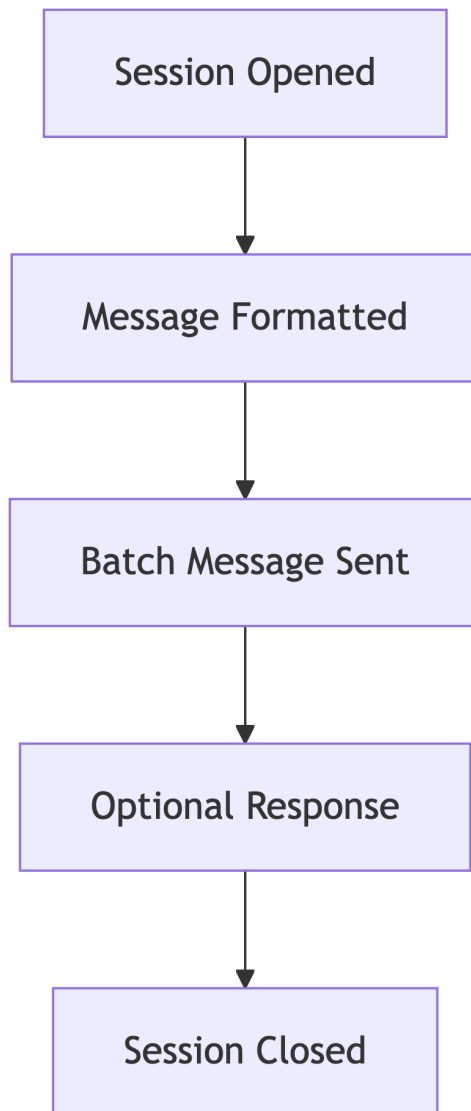 Session Opened
Message Formatted
Batch Message Sent
Optional Response
Session Closed